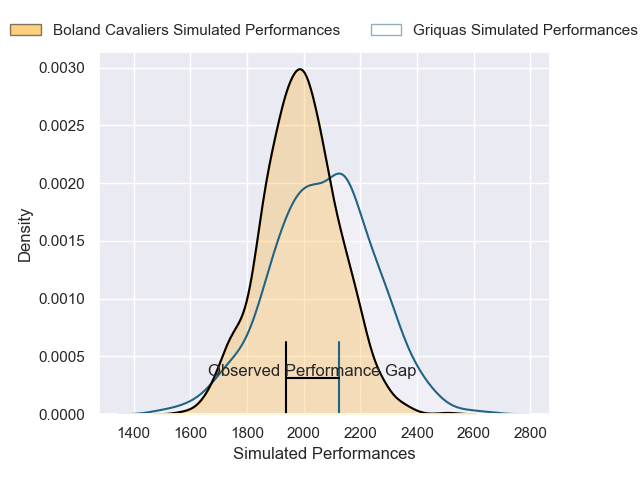 Boland Cavaliers Simulated Performances Griquas Simulated Performances
0.0030
0.0025
0.0020
0.0015
0.0010
0.0005
0.0000
Density
Observed Performance Gap
1400 1600 1800 2000 2200 2400 2600 2800
Simulated Performances